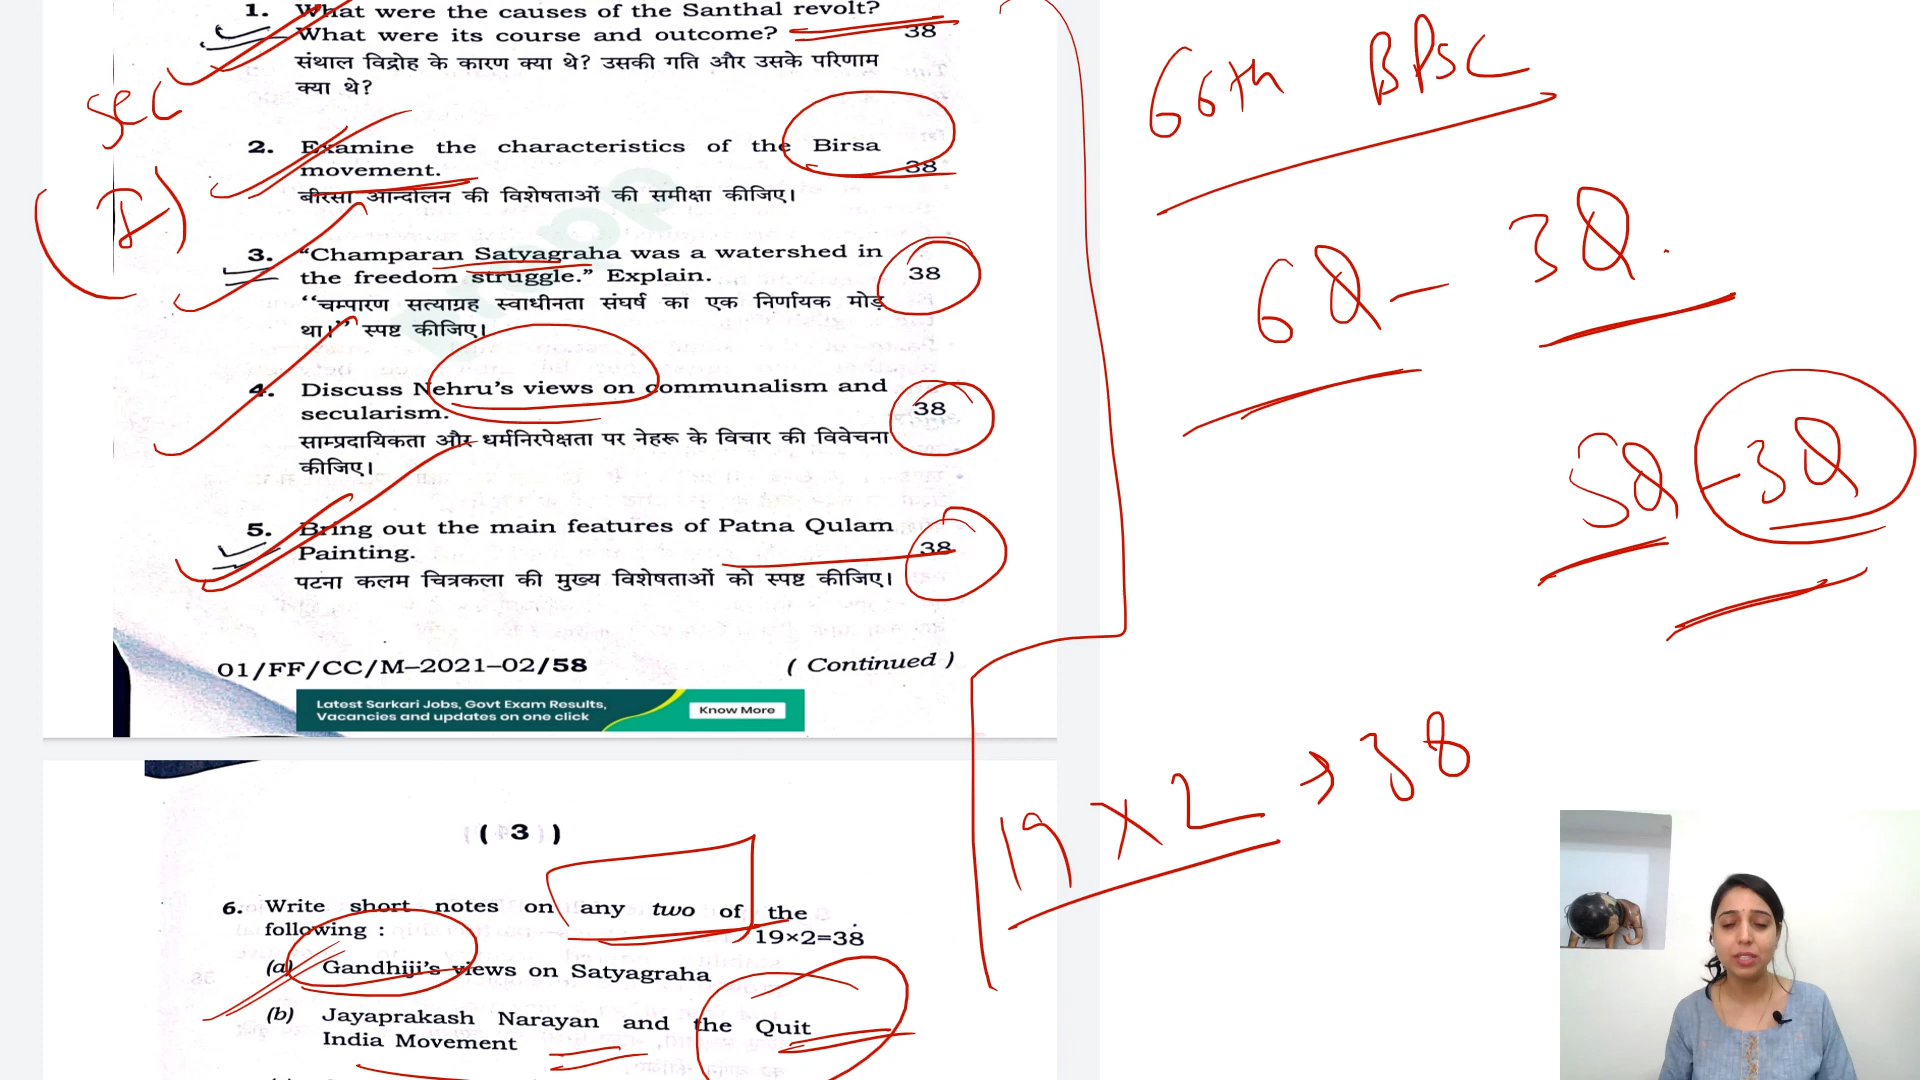 1. What were the causes of the Santhal revolt?
What were its course and outcome? 38
संथाल विद्रोह के कारण क्या थे? उसकी गति और उसके परिणाम
क्या थे?
2. Examine the characteristics of the Birsa
movement. 38
बीरसा आन्दोलन की विशेषताओं की समीक्षा कीजिए।
3. “Champaran Satyagraha was a watershed in
the freedom struggle.” Explain. 38
‘‘चम्पारण सत्याग्रह स्वाधीनता संघर्ष का एक निर्णायक मोड़
था।’’ स्पष्ट कीजिए।
4. Discuss Nehru’s views on communalism and
secularism. 38
साम्प्रदायिकता और धर्मनिरपेक्षता पर नेहरू के विचार की विवेचना
कीजिए।
5. Bring out the main features of Patna Qulam
Painting. 38
पटना कलम चित्रकला की मुख्य विशेषताओं को स्पष्ट कीजिए।
01/FF/CC/M–2021–02/58 ( Continued )
Latest Sarkari Jobs, Govt Exam Results,
Vacancies and updates on one click
Know More
( 3 )
6. Write short notes on any two of the
following : 19×2=38
(a) Gandhiji’s views on Satyagraha
(b) Jayaprakash Narayan and the Quit
India Movement
Sec
(I)
66th BPSC
6Q – 3Q.
5Q – 3Q
19 × 2 → 38